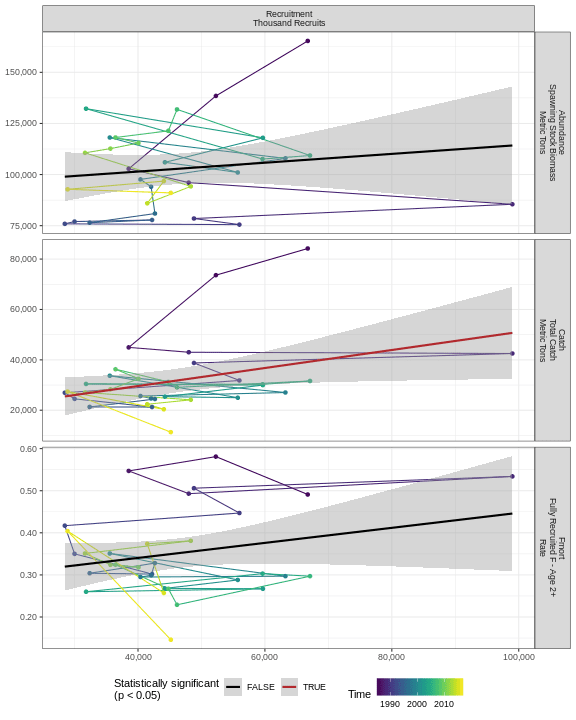 Recruitment
Thousand Recruits
150,000
125,000
100,000
75,000
Abundance
Spawning Stock Biomass
Metric Tons
80,000
60,000
40,000
20,000
Catch
Total Catch
Metric Tons
0.60
0.50
0.40
0.30
0.20
Fmort
Fully Recruited F - Age 2+
Rate
40,000 60,000 80,000 100,000
Statistically significant
(p < 0.05)
FALSE TRUE
Time
1990 2000 2010